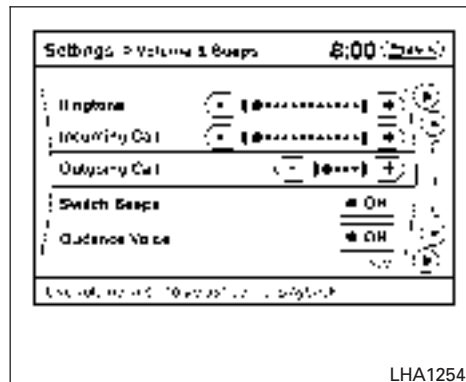 Settings > Volume & Beeps 8:00
Ringtone
Incoming Call
Outgoing Call
Switch Beeps ON
Guidance Voice ON
LHA1254